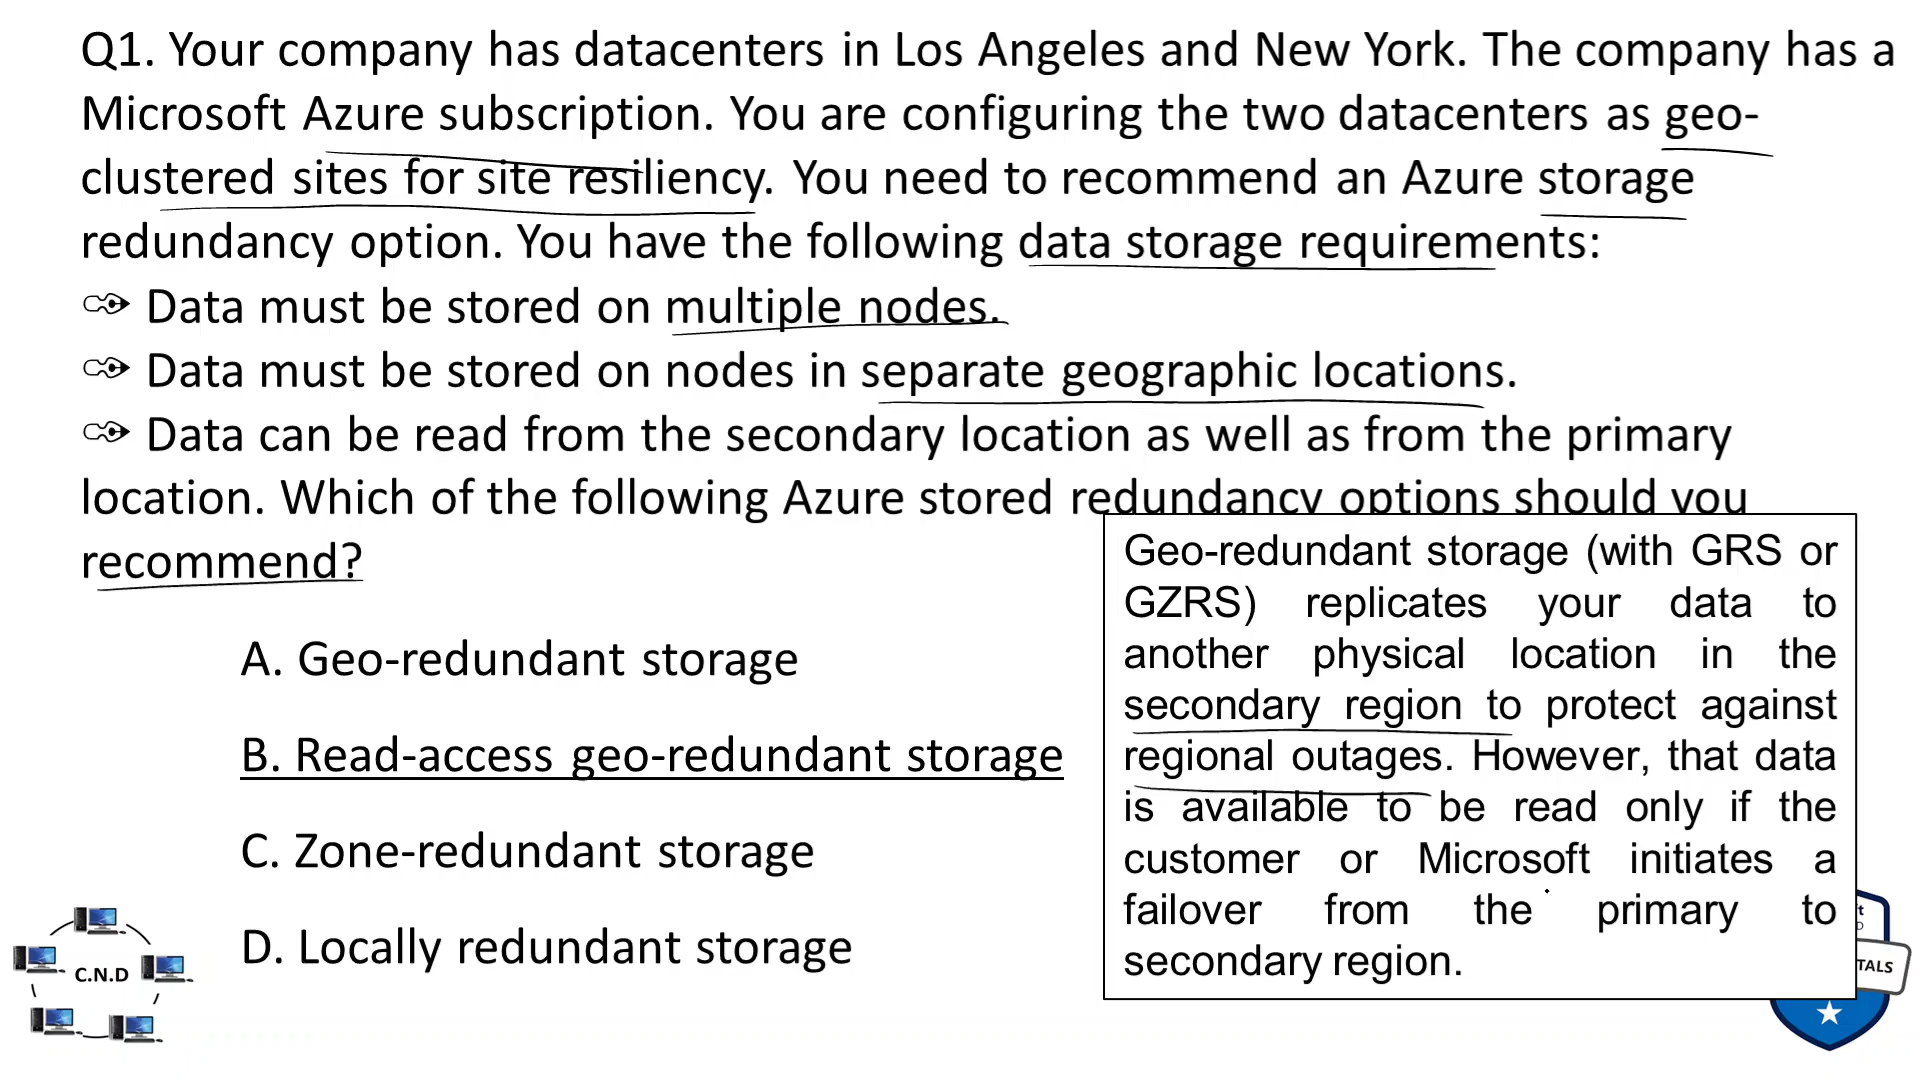 Q1. Your company has datacenters in Los Angeles and New York. The company has a
Microsoft Azure subscription. You are configuring the two datacenters as geo-
clustered sites for site resiliency. You need to recommend an Azure storage
redundancy option. You have the following data storage requirements:
Data must be stored on multiple nodes.
Data must be stored on nodes in separate geographic locations.
Data can be read from the secondary location as well as from the primary
location. Which of the following Azure stored redundancy options should you
recommend?
A. Geo-redundant storage
B. Read-access geo-redundant storage
C. Zone-redundant storage
D. Locally redundant storage
Geo-redundant storage (with GRS or
GZRS) replicates your data to
another physical location in the
secondary region to protect against
regional outages. However, that data
is available to be read only if the
customer or Microsoft initiates a
failover from the primary to
secondary region.
C.N.D
TALS